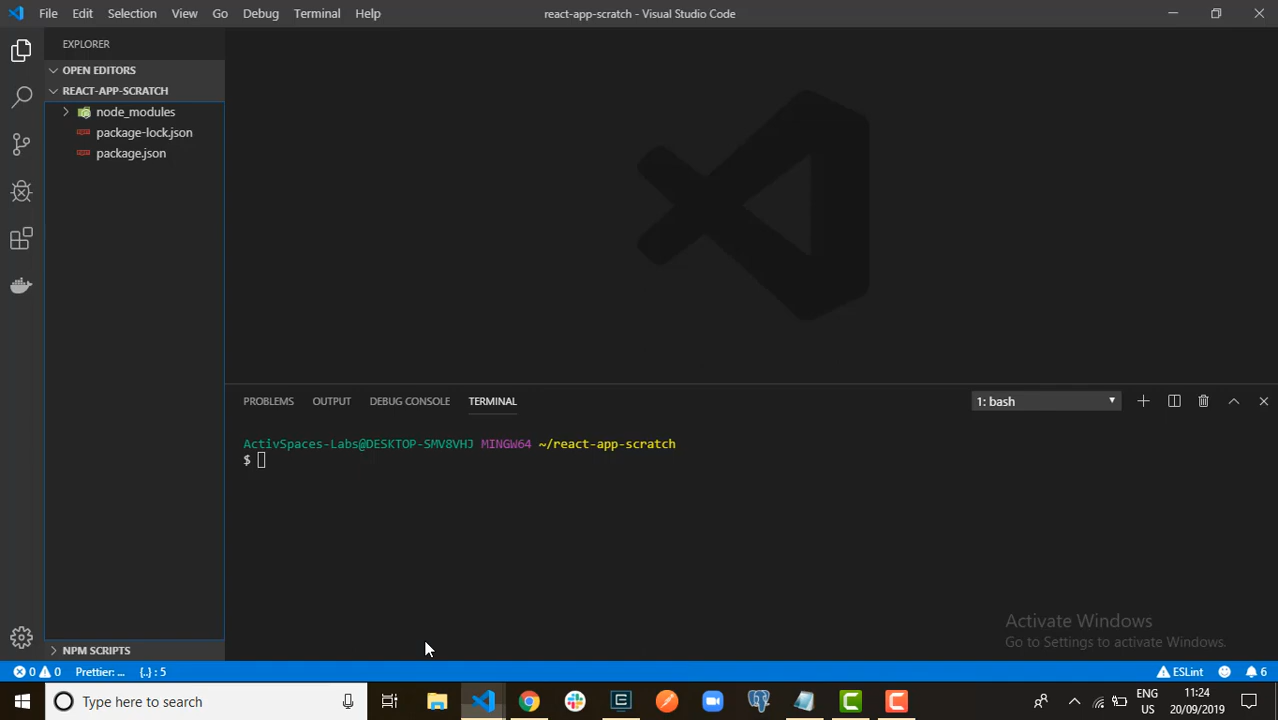 File Edit Selection View Go Debug Terminal Help react-app-scratch - Visual Studio Code
EXPLORER
OPEN EDITORS
REACT-APP-SCRATCH
node_modules
package-lock.json
package.json
PROBLEMS OUTPUT DEBUG CONSOLE TERMINAL 1: bash
ActivSpaces-Labs@DESKTOP-SMV8VHJ MINGW64 ~/react-app-scratch
$
Activate Windows
Go to Settings to activate Windows.
NPM SCRIPTS
0 0 Prettier: ... {..} : 5 ESLint 6
Type here to search ENG 11:24
US 20/09/2019